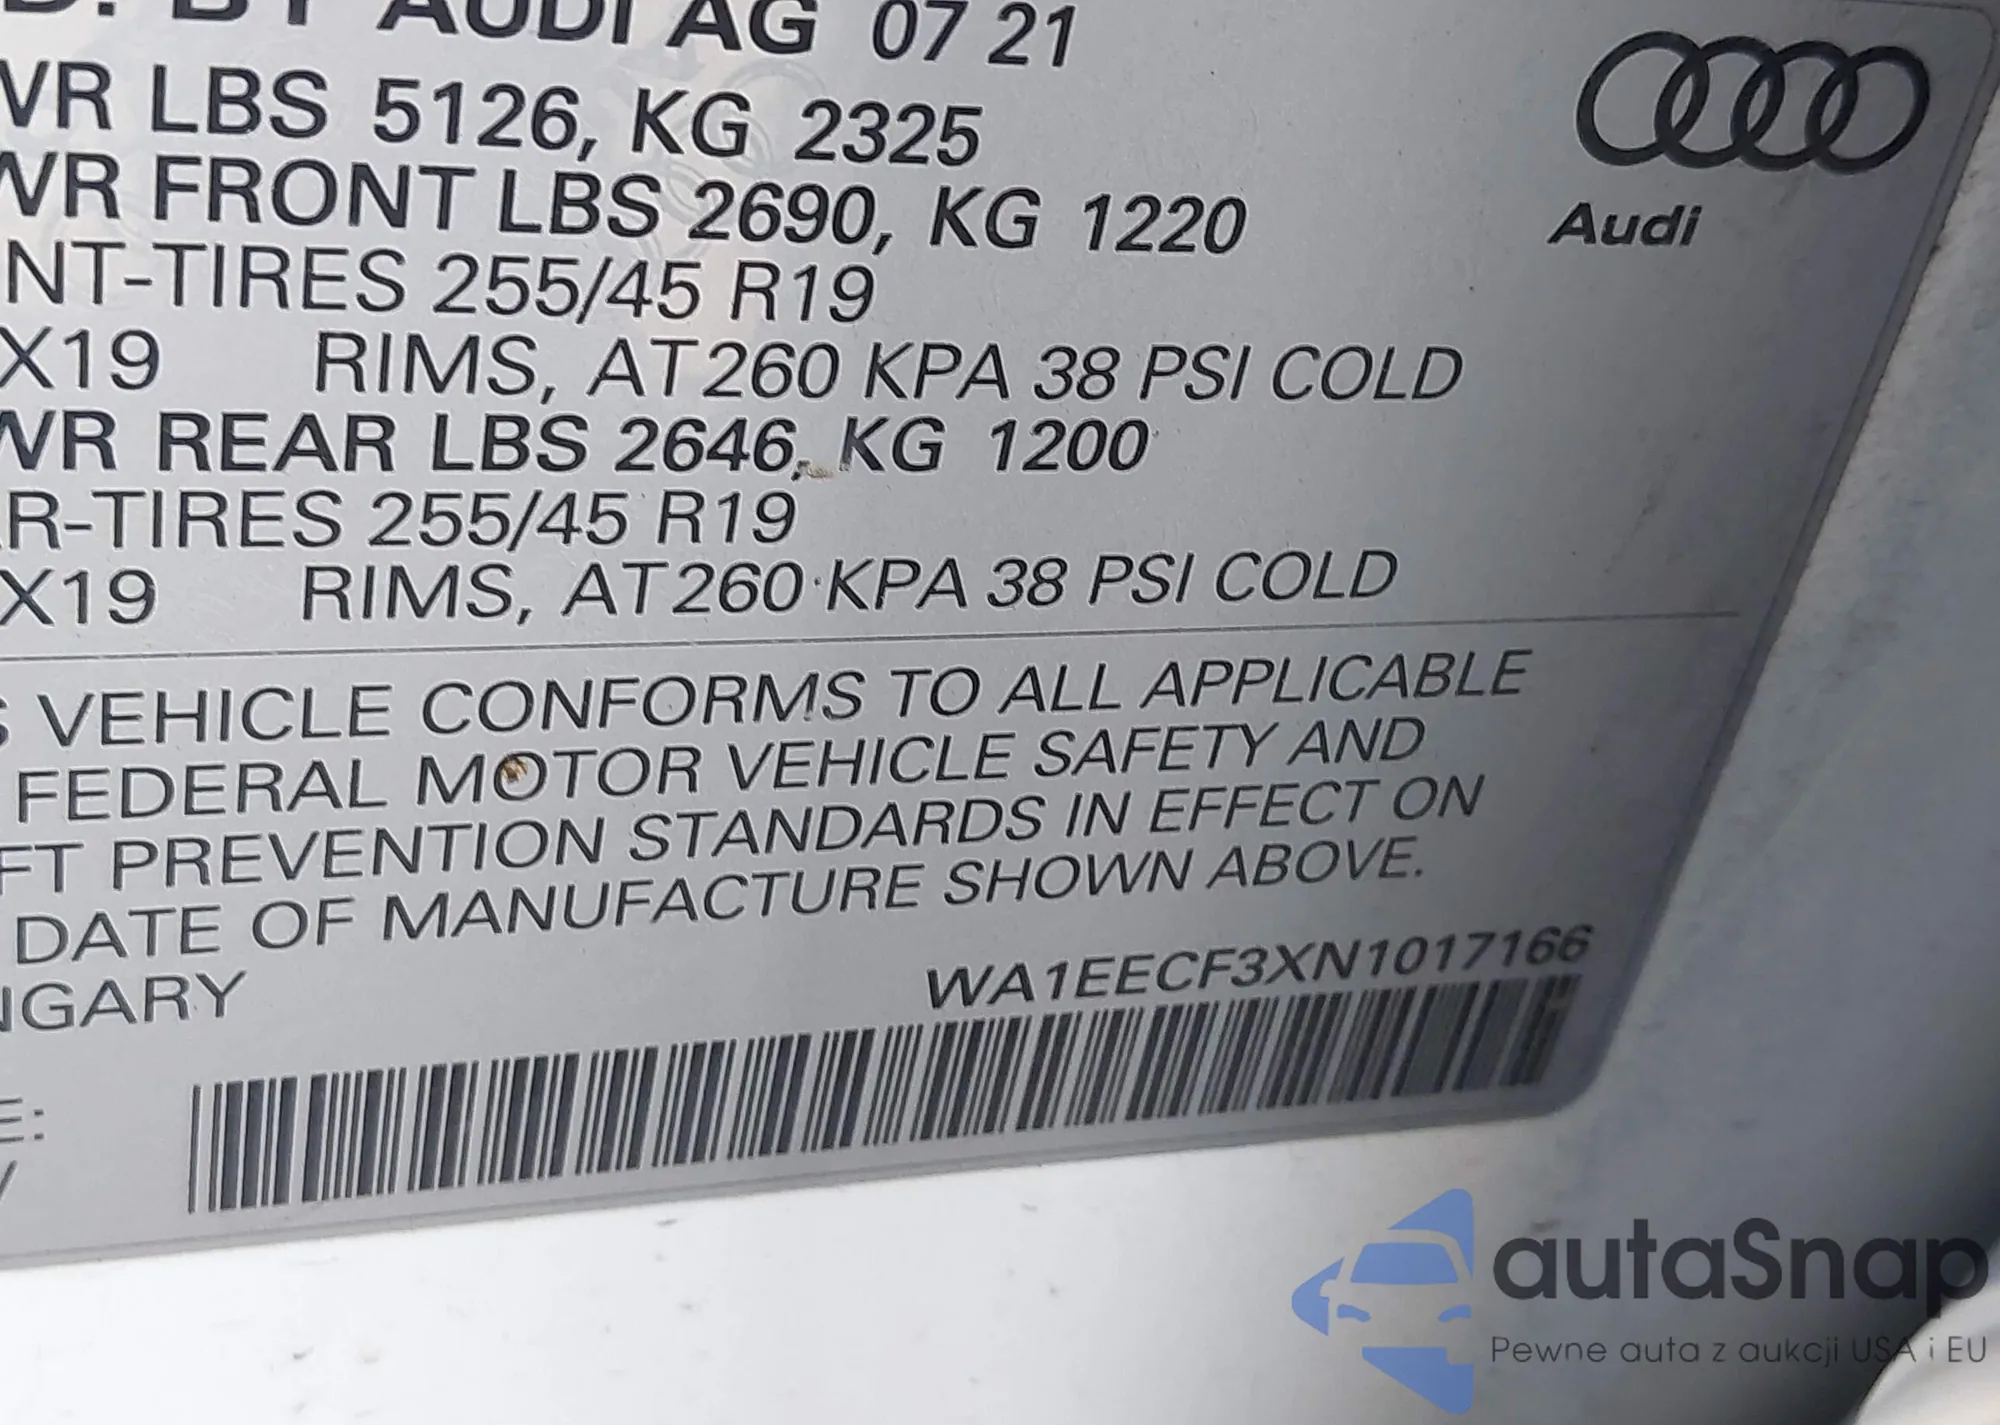 D. BY AUDI AG 07 21
WR LBS 5126, KG 2325
WR FRONT LBS 2690, KG 1220
NT-TIRES 255/45 R19
X19 RIMS, AT 260 KPA 38 PSI COLD
WR REAR LBS 2646, KG 1200
R-TIRES 255/45 R19
X19 RIMS, AT 260 KPA 38 PSI COLD
S VEHICLE CONFORMS TO ALL APPLICABLE
FEDERAL MOTOR VEHICLE SAFETY AND
FT PREVENTION STANDARDS IN EFFECT ON
DATE OF MANUFACTURE SHOWN ABOVE.
NGARY
WA1EECF3XN1017166
E:
Audi
autaSnap
Pewne auta z aukcji USA i EU